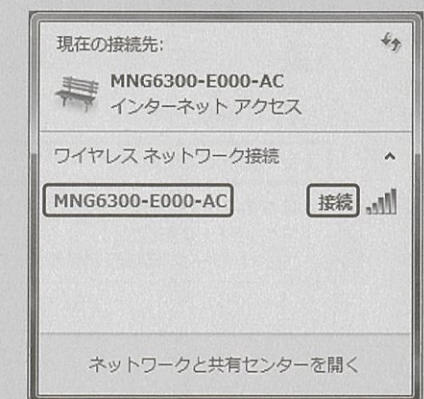 現在の接続先:
MNG6300-E000-AC
インターネット アクセス
ワイヤレス ネットワーク接続
MNG6300-E000-AC 接続
ネットワークと共有センターを開く